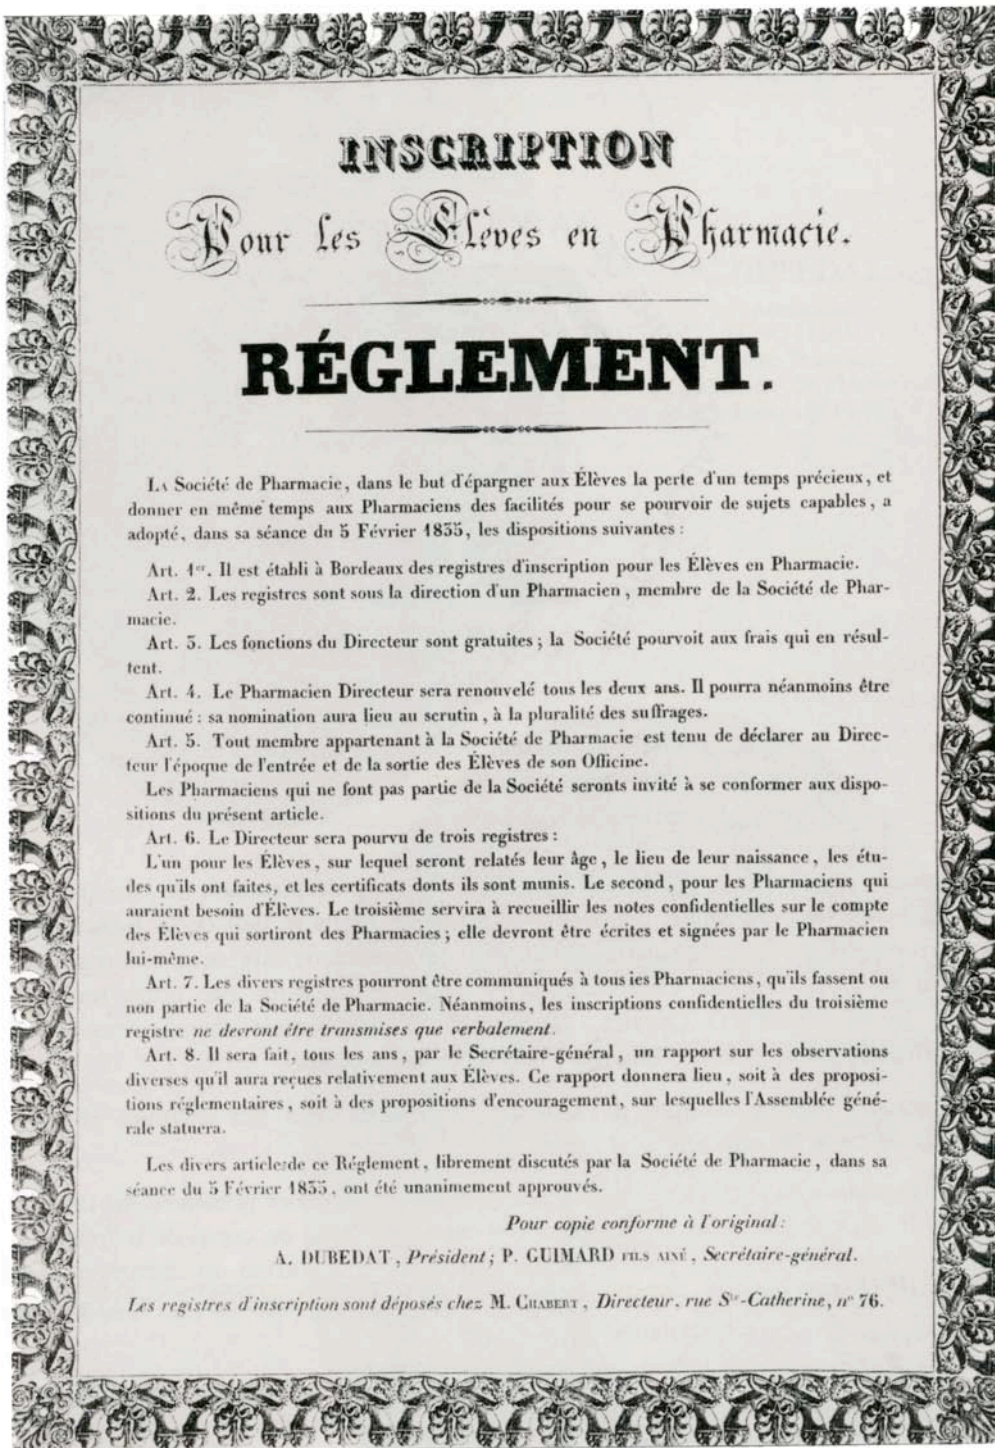 INSCRIPTION
Pour les Elèves en Pharmacie.
RÉGLEMENT.
LA Société de Pharmacie, dans le but d'épargner aux Élèves la perte d'un temps précieux, et
donner en même temps aux Pharmaciens des facilités pour se pourvoir de sujets capables, a
adopté, dans sa séance du 5 Février 1835, les dispositions suivantes :
Art. 1er. Il est établi à Bordeaux des registres d'inscription pour les Élèves en Pharmacie.
Art. 2. Les registres sont sous la direction d'un Pharmacien, membre de la Société de Phar-
macie.
Art. 3. Les fonctions du Directeur sont gratuites ; la Société pourvoit aux frais qui en résul-
tent.
Art. 4. Le Pharmacien Directeur sera renouvelé tous les deux ans. Il pourra néanmoins être
continué : sa nomination aura lieu au scrutin, à la pluralité des suffrages.
Art. 5. Tout membre appartenant à la Société de Pharmacie est tenu de déclarer au Direc-
teur l'époque de l'entrée et de la sortie des Élèves de son Officine.
Les Pharmaciens qui ne font pas partie de la Société seronts invité à se conformer aux dispo-
sitions du présent article.
Art. 6. Le Directeur sera pourvu de trois registres :
L'un pour les Élèves, sur lequel seront relatés leur âge, le lieu de leur naissance, les étu-
des qu'ils ont faites, et les certificats donts ils sont munis. Le second, pour les Pharmaciens qui
auraient besoin d'Élèves. Le troisième servira à recueillir les notes confidentielles sur le compte
des Élèves qui sortiront des Pharmacies ; elle devront être écrites et signées par le Pharmacien
lui-même.
Art. 7. Les divers registres pourront être communiqués à tous les Pharmaciens, qu'ils fassent ou
non partie de la Société de Pharmacie. Néanmoins, les inscriptions confidentielles du troisième
registre ne devront être transmises que verbalement.
Art. 8. Il sera fait, tous les ans, par le Secrétaire-général, un rapport sur les observations
diverses qu'il aura reçues relativement aux Élèves. Ce rapport donnera lieu, soit à des proposi-
tions réglementaires, soit à des propositions d'encouragement, sur lesquelles l'Assemblée géné-
rale statuera.
Les divers articles de ce Réglement, librement discutés par la Société de Pharmacie, dans sa
séance du 5 Février 1835, ont été unanimement approuvés.
Pour copie conforme à l'original :
A. DUBEDAT, Président ; P. GUIMARD FILS AINÉ, Secrétaire-général.
Les registres d'inscription sont déposés chez M. CHABERT, Directeur, rue Ste-Catherine, n° 76.